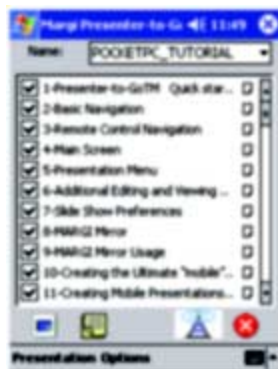 Margi Presenter-to-Go 11:49
Name: POCKETPC_TUTORIAL
1-Presenter-to-GoTM Quick star...
2-Basic Navigation
3-Remote Control Navigation
4-Main Screen
5-Presentation Menu
6-Additional Editing and Viewing ...
7-Slide Show Preferences
8-MARGI Mirror
9-MARGI Mirror Usage
10-Creating the Ultimate "mobile"...
11-Creating Mobile Presentations...
Presentation Options